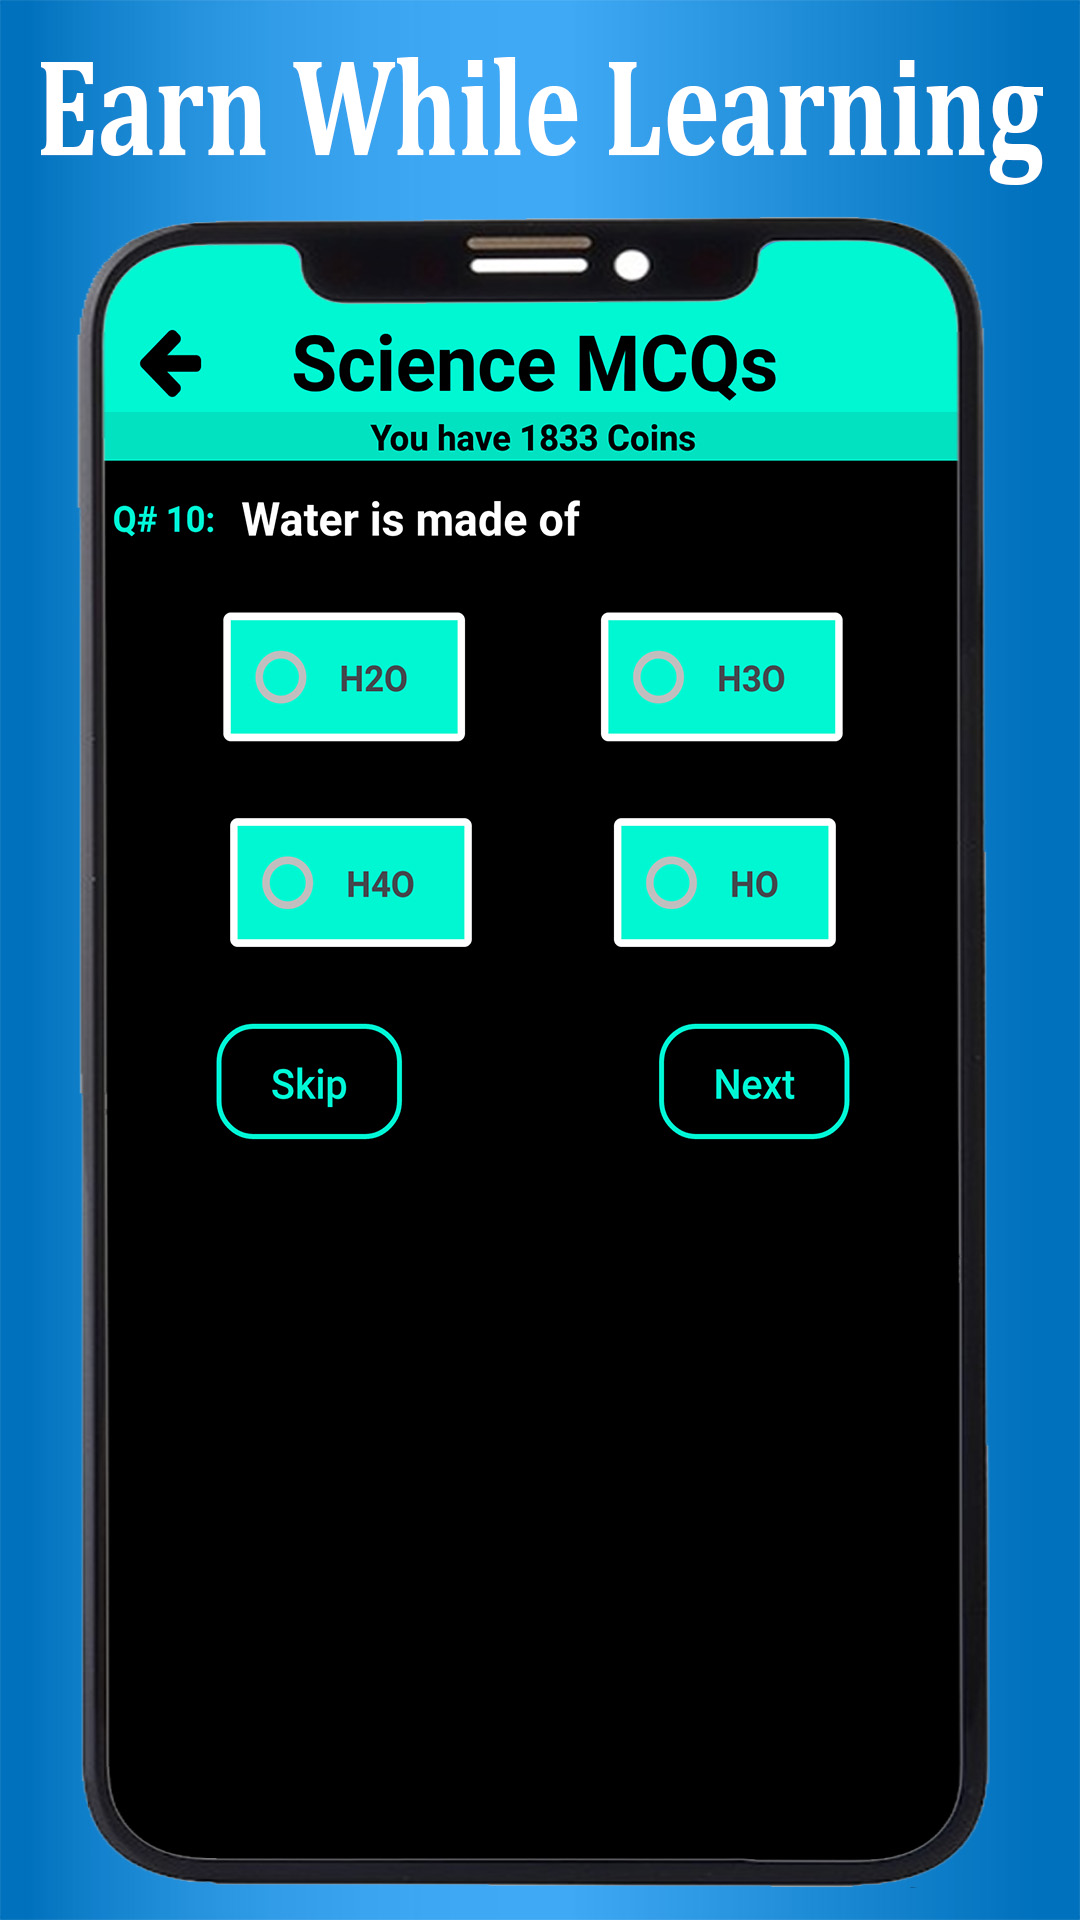 Earn While Learning
Science MCQs
You have 1833 Coins
Q# 10: Water is made of
H2O H3O
H4O HO
Skip Next